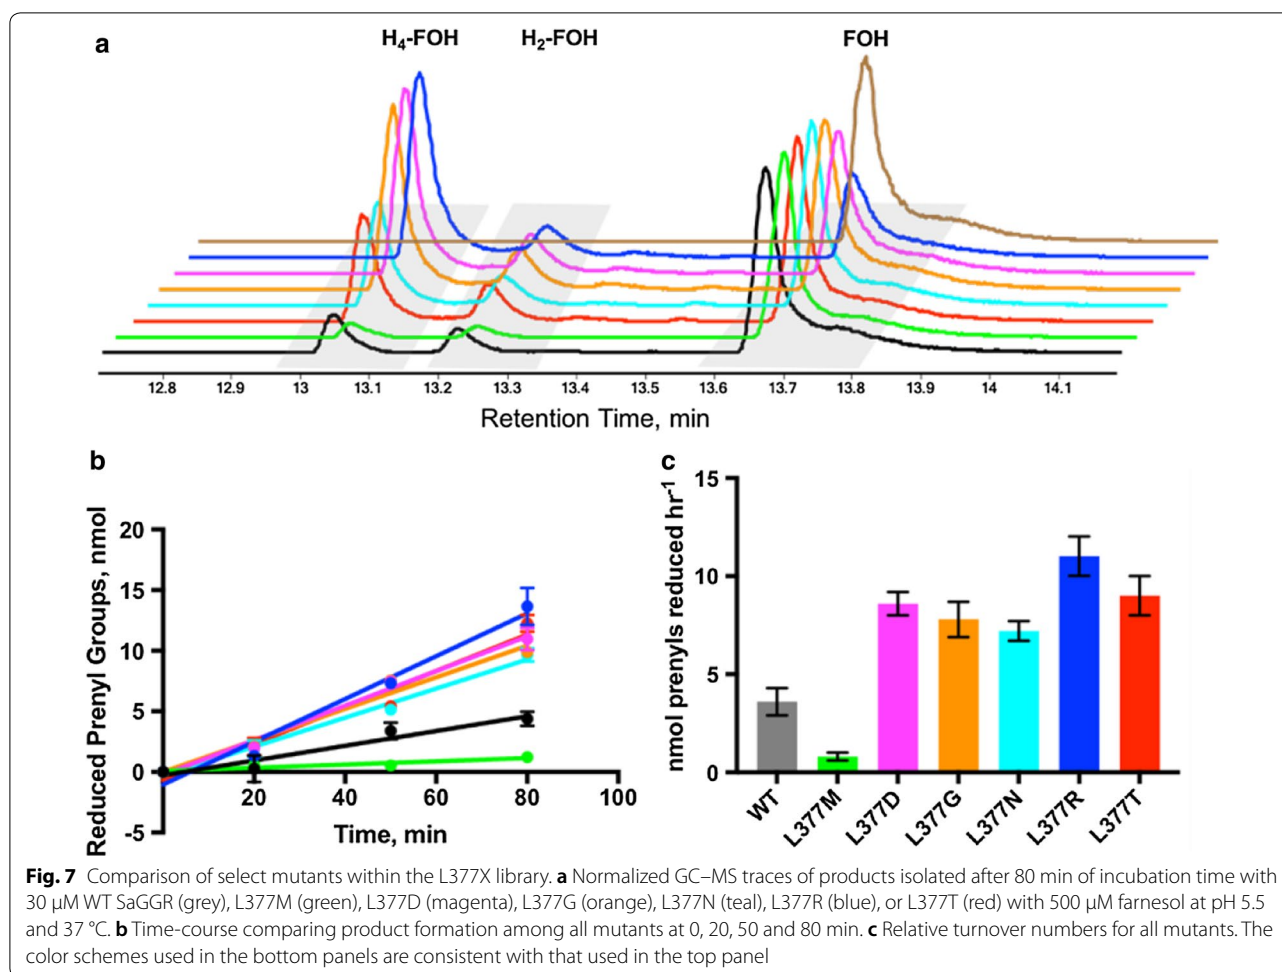 a
H₄-FOH H₂-FOH FOH
12.8 12.9 13 13.1 13.2 13.3 13.4 13.5 13.6 13.7 13.8 13.9 14 14.1
Retention Time, min
b
Reduced Prenyl Groups, nmol
20
15
10
5
0
-5
20 40 60 80 100
Time, min
c
nmol prenyls reduced hr⁻¹
15
10
5
0
WT L377M L377D L377G L377N L377R L377T
Fig. 7 Comparison of select mutants within the L377X library. a Normalized GC–MS traces of products isolated after 80 min of incubation time with
30 µM WT SaGGR (grey), L377M (green), L377D (magenta), L377G (orange), L377N (teal), L377R (blue), or L377T (red) with 500 µM farnesol at pH 5.5
and 37 °C. b Time-course comparing product formation among all mutants at 0, 20, 50 and 80 min. c Relative turnover numbers for all mutants. The
color schemes used in the bottom panels are consistent with that used in the top panel